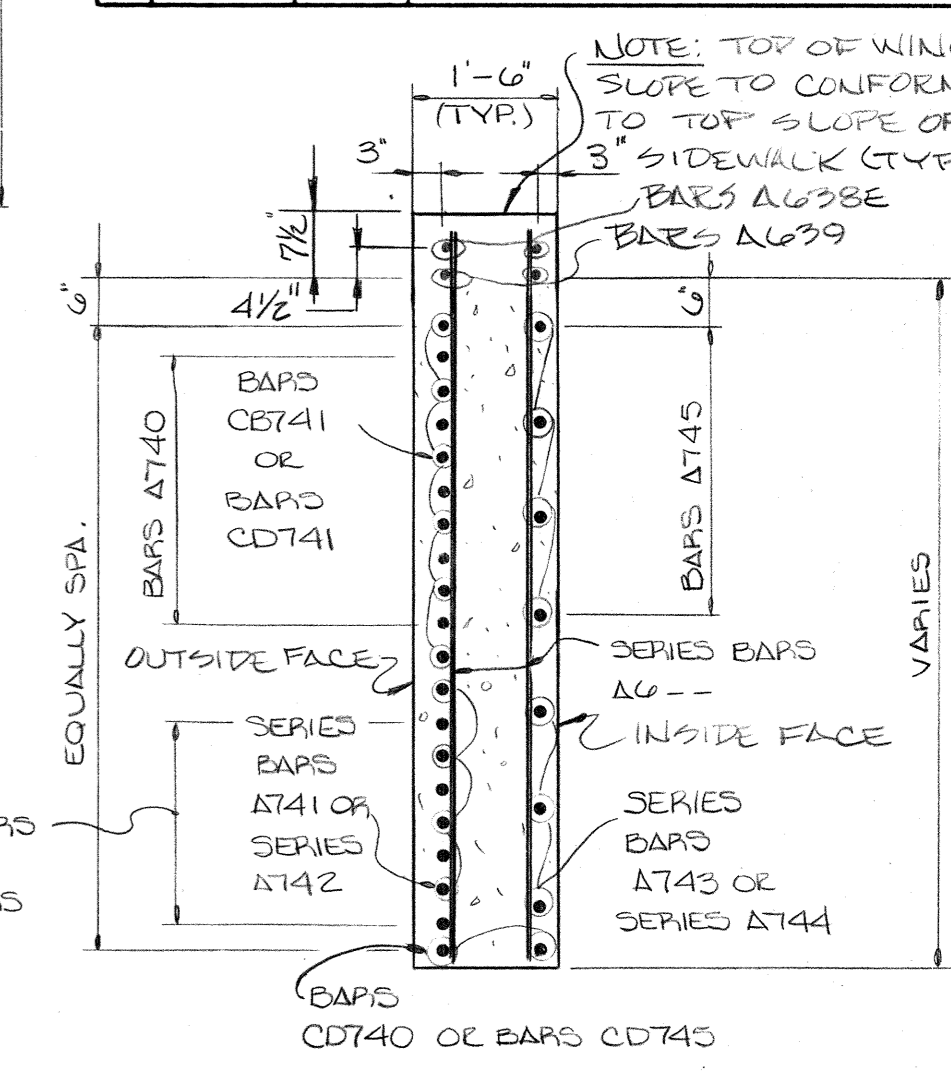 NOTE: TOP OF WING
SLOPE TO CONFORM
TO TOP SLOPE OF
SIDEWALK (TYP
1'-6"
(TYP.)
3"
3"
BARS A638E
BARS A639
7½"
4½"
6"
6"
BARS
CB741
OR
BARS
CD741
BARS A740
BARS A745
EQUALLY SPA.
VARIES
OUTSIDE FACE
SERIES BARS
A6--
INSIDE FACE
SERIES
BARS
A741 OR
SERIES
A742
SERIES
BARS
A743 OR
SERIES A744
RS
S
BARS
CD740 OR BARS CD745